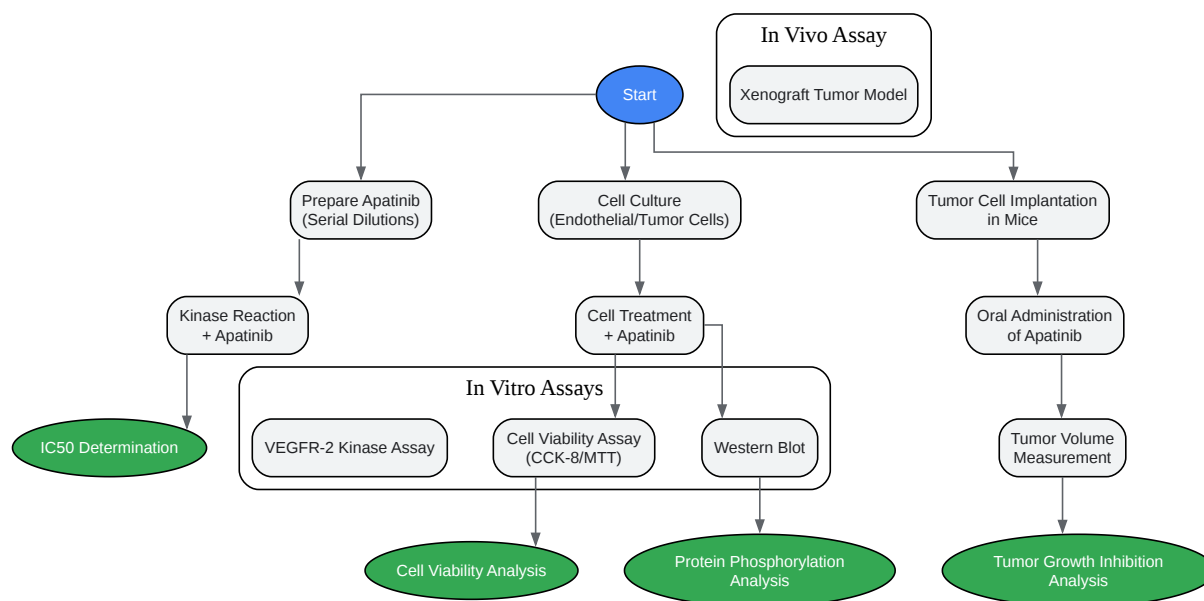 In Vivo Assay
Xenograft Tumor Model
Start
Prepare Apatinib
(Serial Dilutions)
Cell Culture
(Endothelial/Tumor Cells)
Tumor Cell Implantation
in Mice
Kinase Reaction
+ Apatinib
Cell Treatment
+ Apatinib
Oral Administration
of Apatinib
In Vitro Assays
IC50 Determination
VEGFR-2 Kinase Assay
Cell Viability Assay
(CCK-8/MTT)
Western Blot
Tumor Volume
Measurement
Cell Viability Analysis
Protein Phosphorylation
Analysis
Tumor Growth Inhibition
Analysis